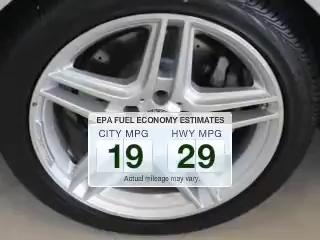 EPA FUEL ECONOMY ESTIMATES
CITY MPG HWY MPG
19 29
Actual mileage may vary.